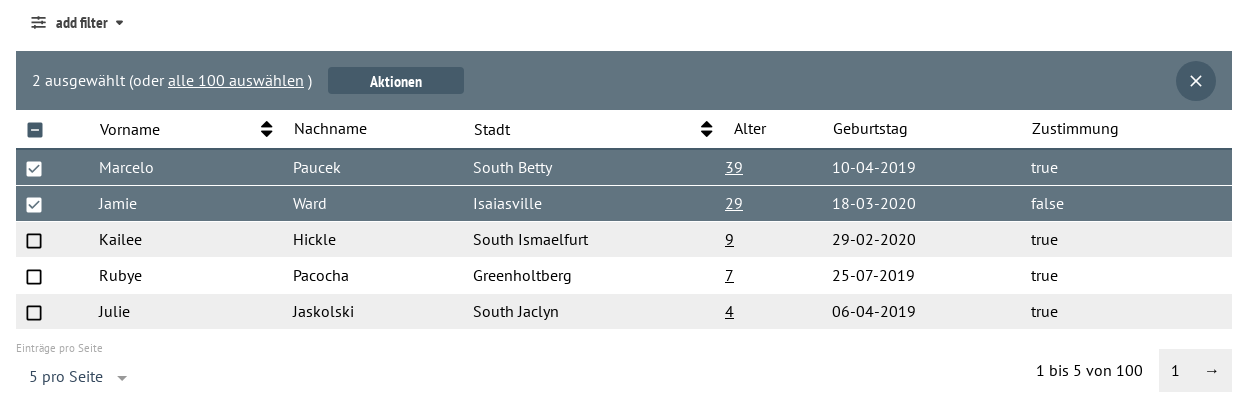 add filter
2 ausgewählt (oder alle 100 auswählen ) Aktionen
Vorname Nachname Stadt Alter Geburtstag Zustimmung
Marcelo Paucek South Betty 39 10-04-2019 true
Jamie Ward Isaiasville 29 18-03-2020 false
Kailee Hickle South Ismaelfurt 9 29-02-2020 true
Rubye Pacocha Greenholtberg 7 25-07-2019 true
Julie Jaskolski South Jaclyn 4 06-04-2019 true
Einträge pro Seite
5 pro Seite 1 bis 5 von 100 1 →